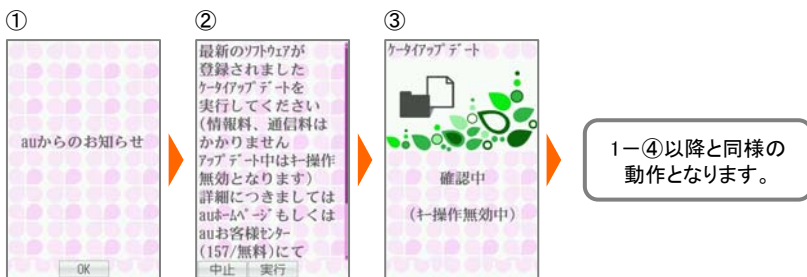 ①
auからのお知らせ
OK
②
最新のｿﾌﾄｳｪｱが
登録されました
ｹｰﾀｲｱｯﾌﾟﾃﾞｰﾄを
実行してください
(情報料、通信料は
かかりません
ｱｯﾌﾟﾃﾞｰﾄ中はｷｰ操作
無効となります)
詳細につきましては
auﾎｰﾑﾍﾟｰｼﾞもしくは
auお客様ｾﾝﾀｰ
(157/無料)にて
中止 実行
③
ｹｰﾀｲｱｯﾌﾟﾃﾞｰﾄ
確認中
(ｷｰ操作無効中)
1－④以降と同様の
動作となります。